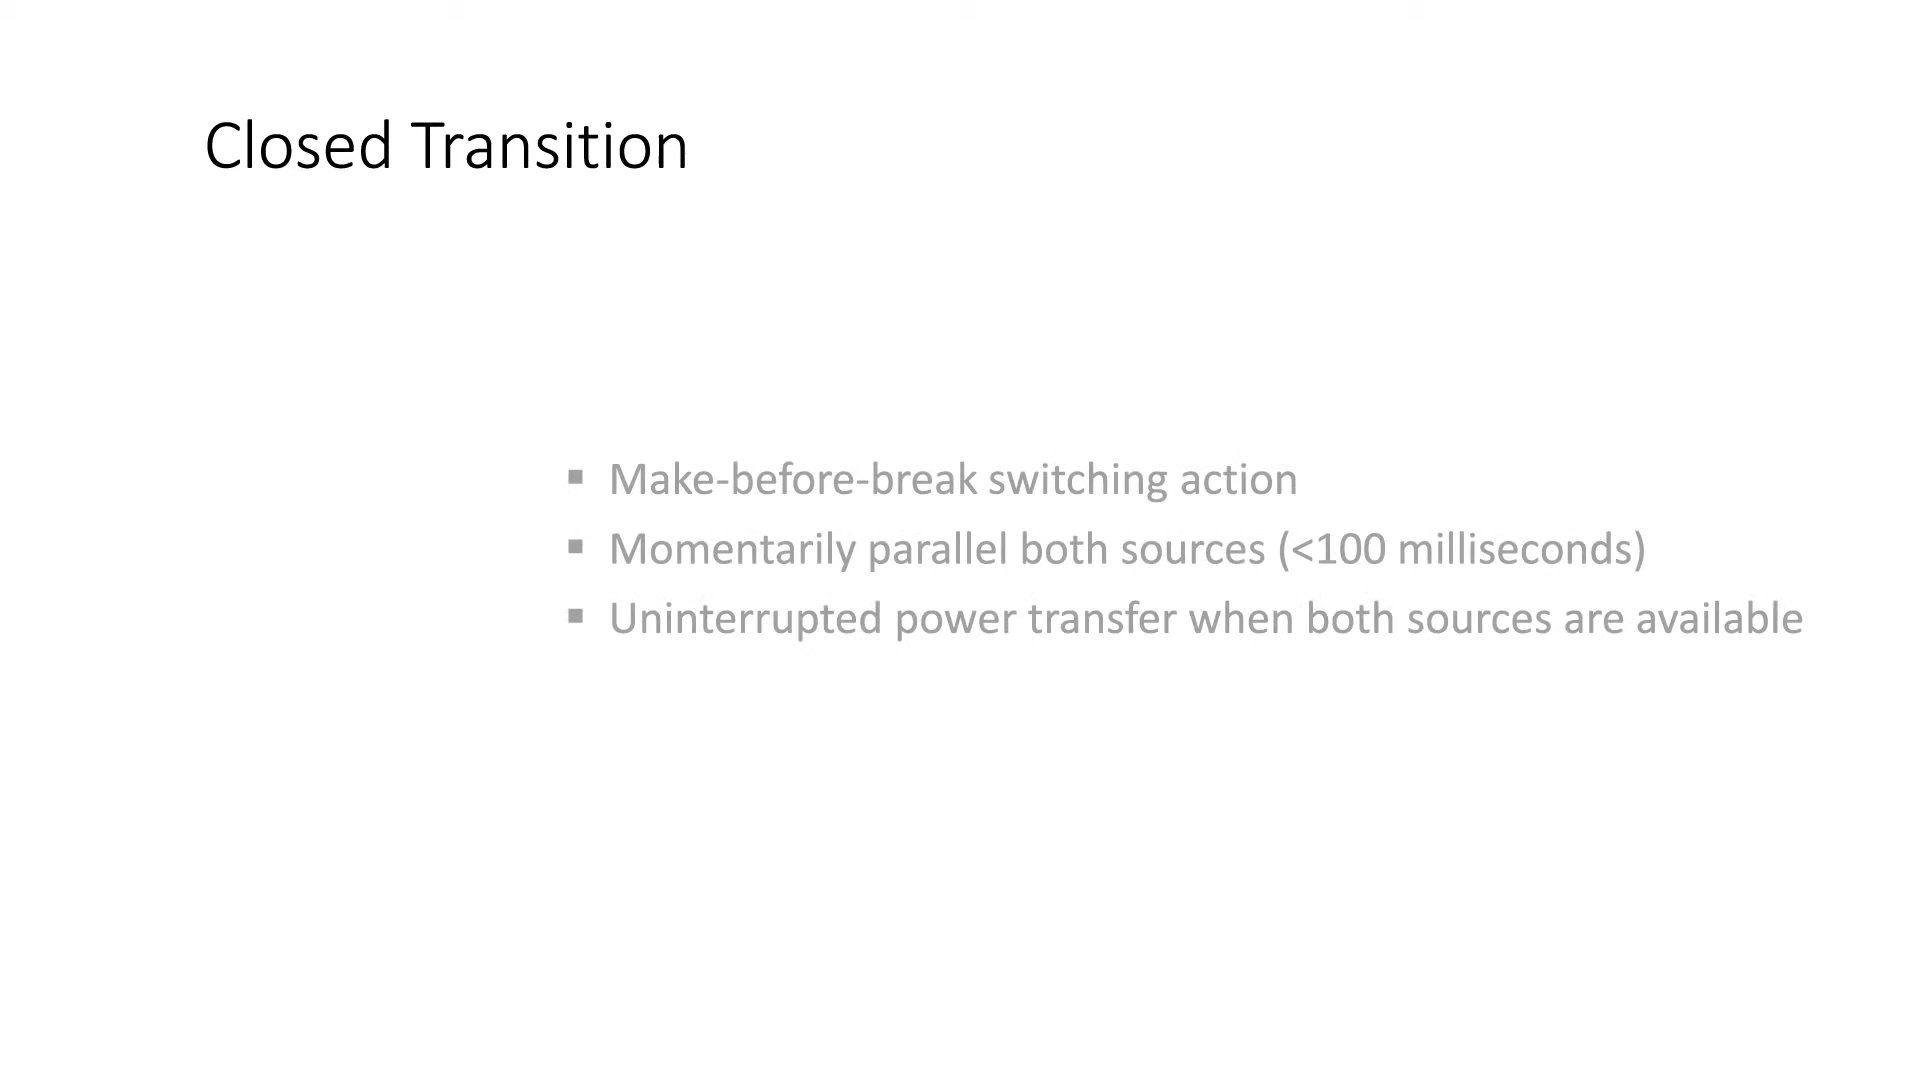 Closed Transition
▪ Make-before-break switching action
▪ Momentarily parallel both sources (<100 milliseconds)
▪ Uninterrupted power transfer when both sources are available